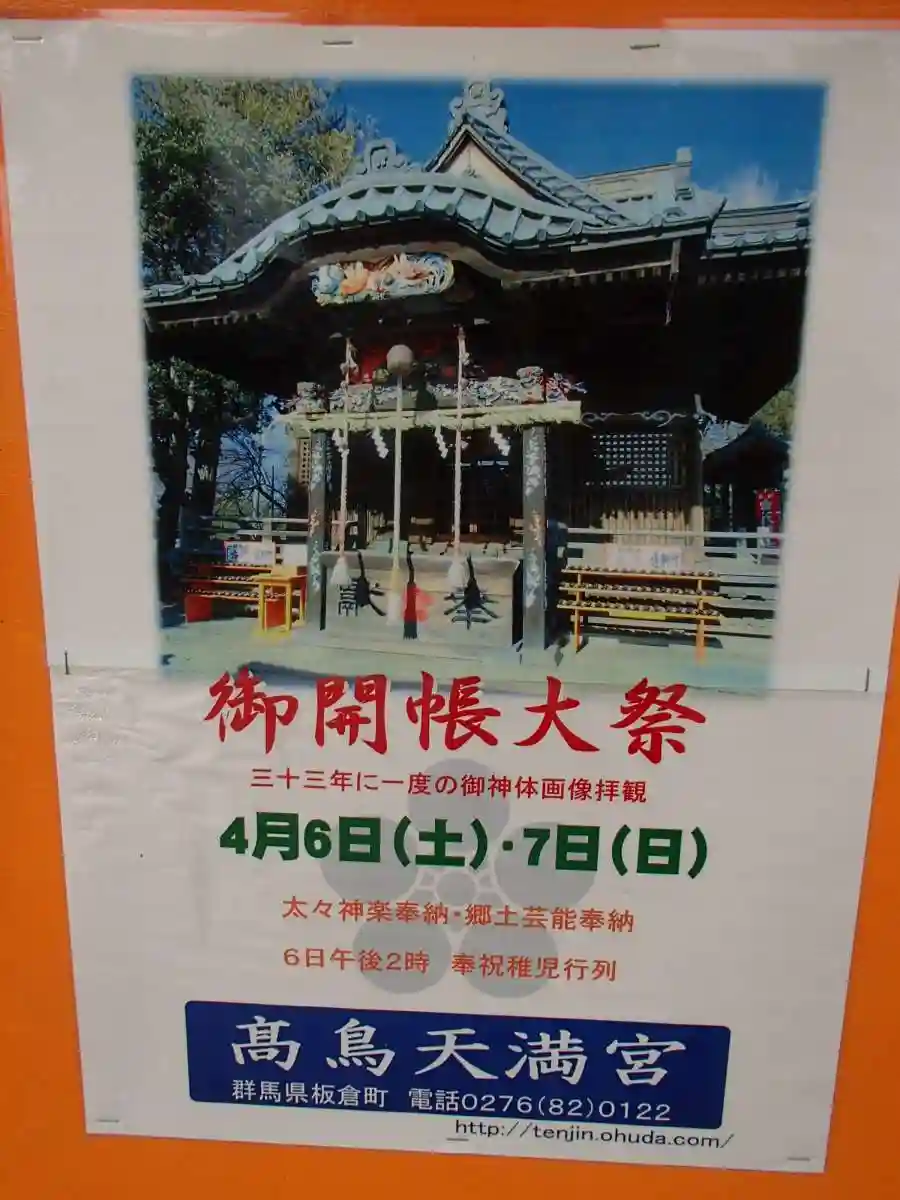 奉献
御開帳大祭
三十三年に一度の御神体画像拝観
4月6日(土)・7日(日)
太々神楽奉納・郷土芸能奉納
6日午後2時 奉祝稚児行列
髙鳥天満宮
群馬県板倉町 電話0276(82)0122
http://tenjin.ohuda.com/